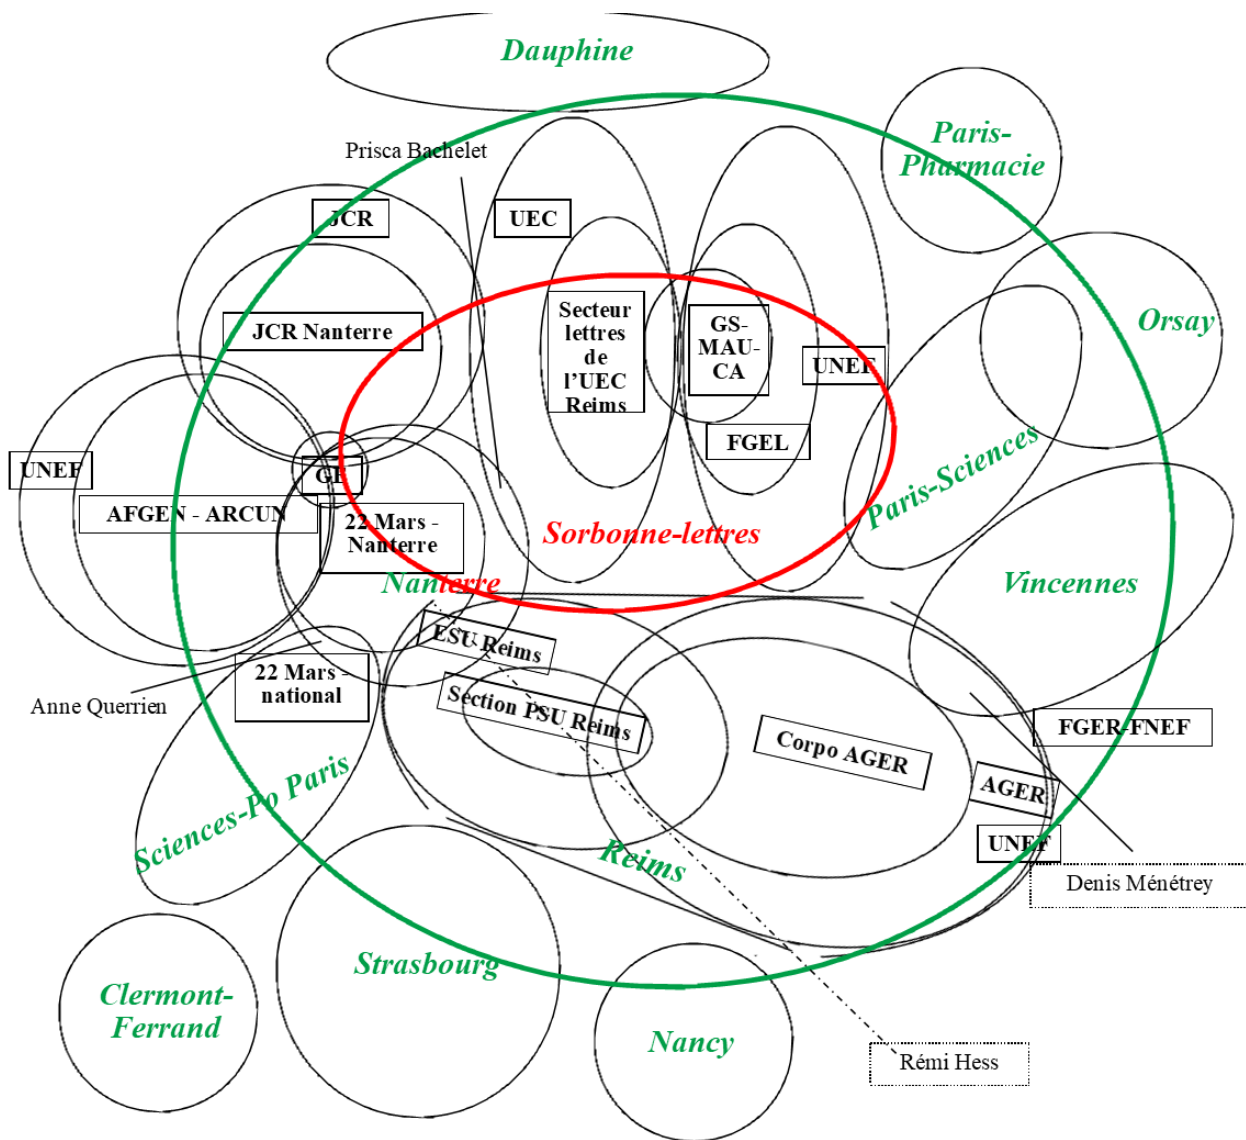 Dauphine
Paris-
Pharmacie
Prisca Bachelet
JCR
UEC
JCR Nanterre
Secteur
lettres
de
l’UEC
Reims
GS-
MAU-
CA
UNEF
Orsay
FGEL
UNEF
GF
AFGEN - ARCUN
22 Mars -
Nanterre
Paris-Sciences
Sorbonne-lettres
Nanterre
Vincennes
ESU Reims
22 Mars -
national
Anne Querrien
Section PSU Reims
Corpo AGER
FGER-FNEF
AGER
UNEF
Sciences-Po Paris
Reims
Denis Ménétrey
Strasbourg
Clermont-
Ferrand
Nancy
Rémi Hess